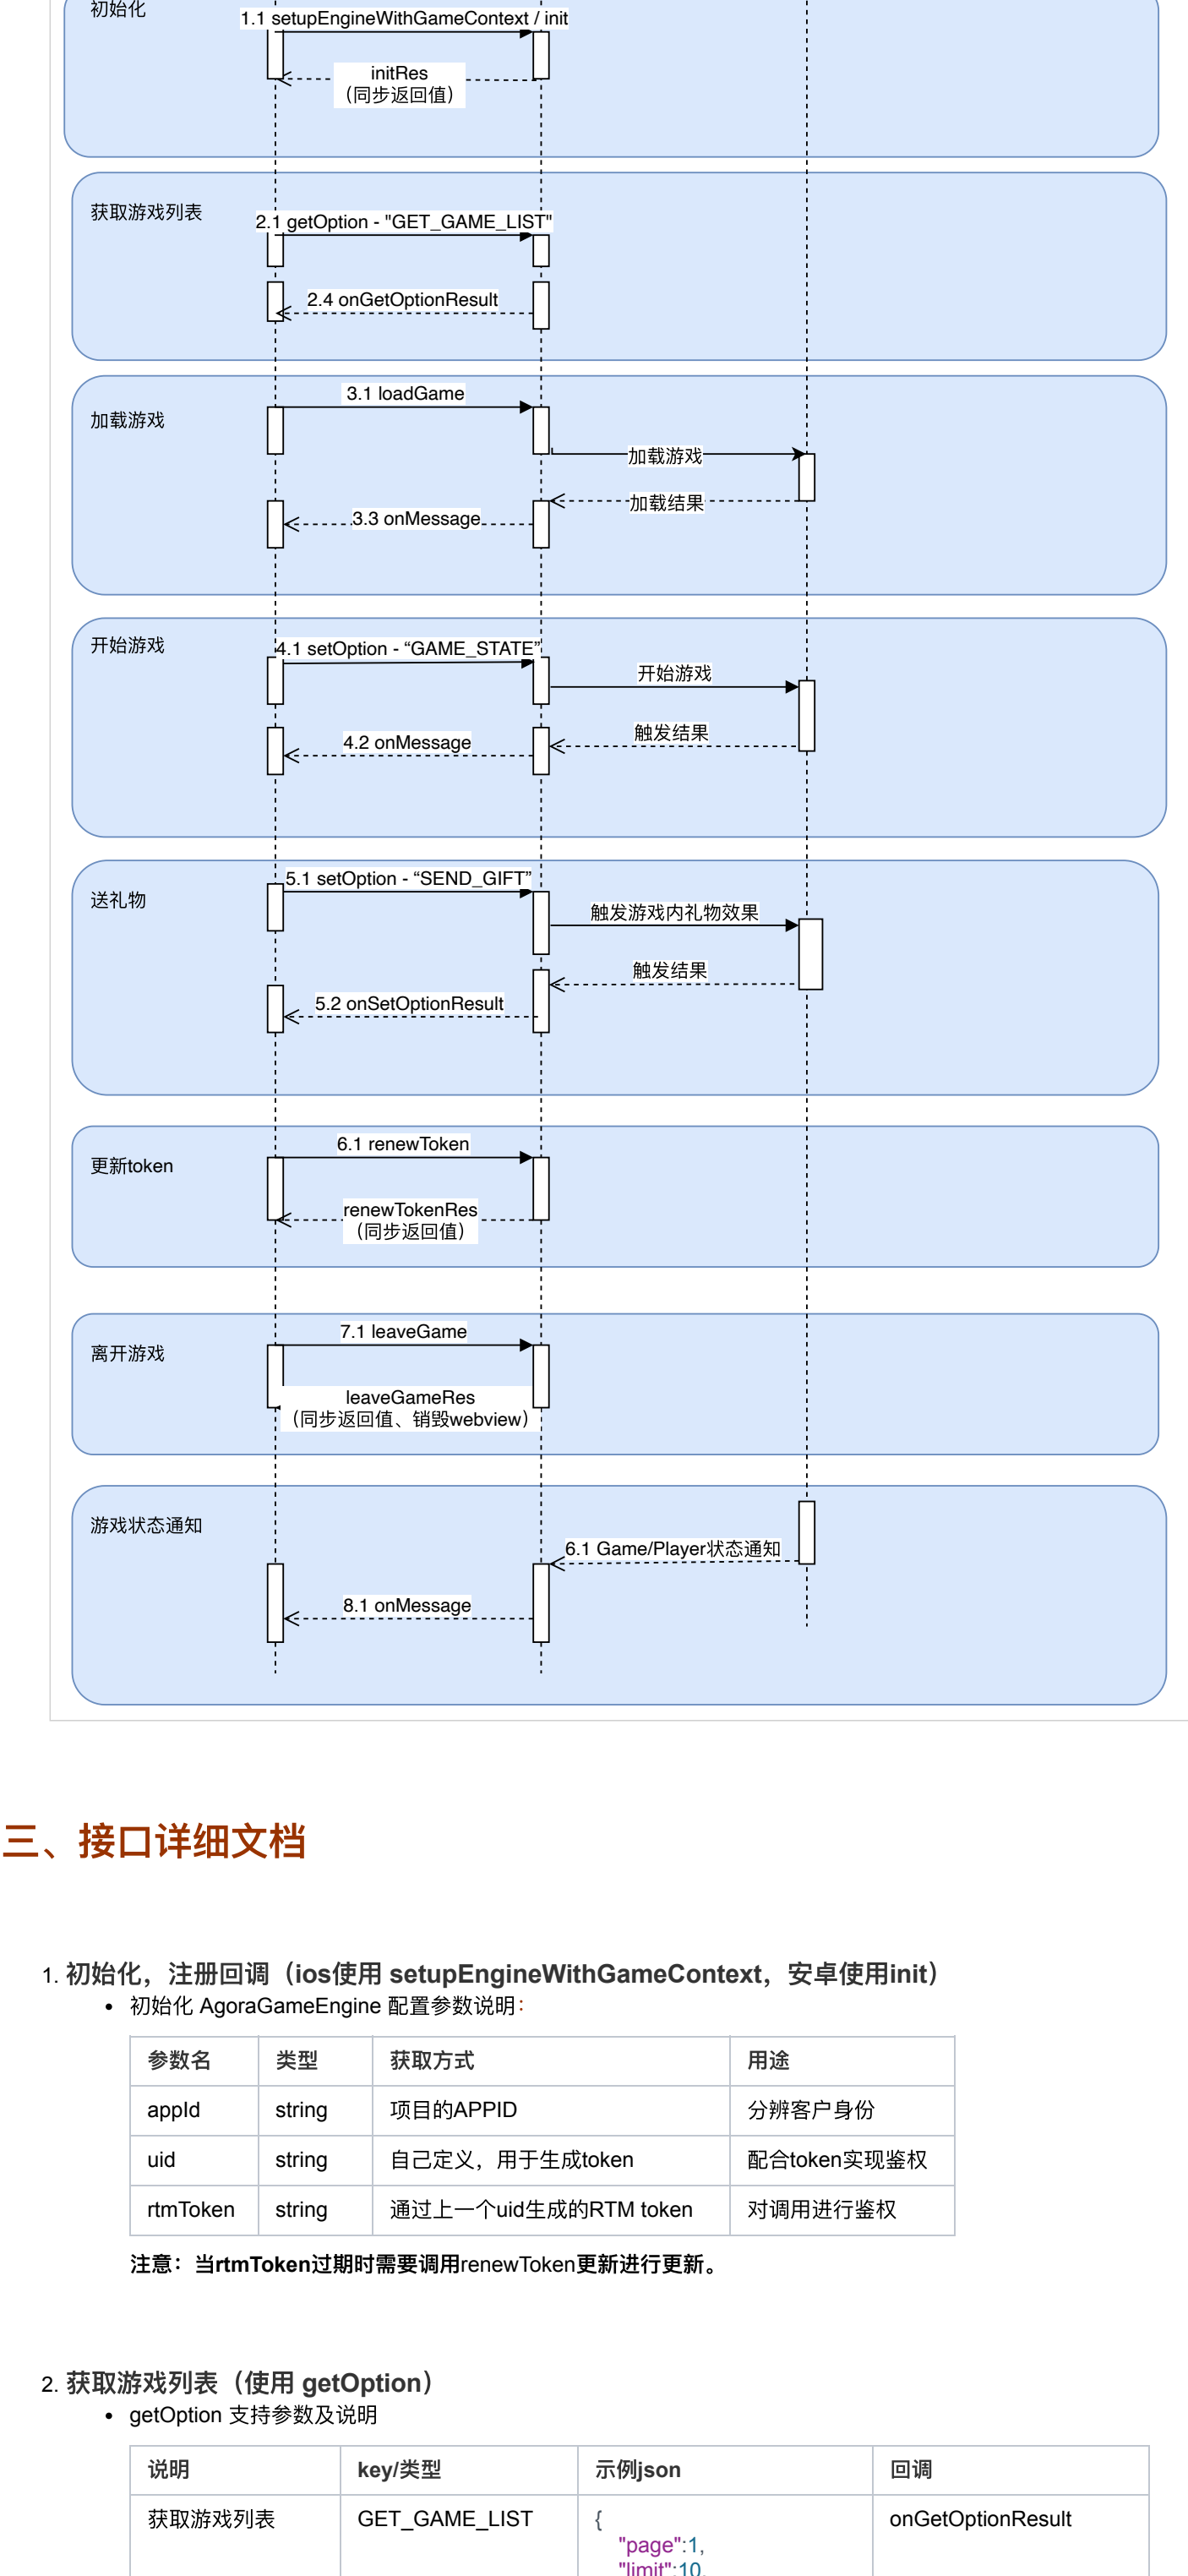 初始化
1.1 setupEngineWithGameContext / init
initRes
（同步返回值）
获取游戏列表
2.1 getOption - "GET_GAME_LIST"
2.4 onGetOptionResult
加载游戏
3.1 loadGame
加载游戏
加载结果
3.3 onMessage
开始游戏
4.1 setOption - “GAME_STATE”
开始游戏
触发结果
4.2 onMessage
送礼物
5.1 setOption - “SEND_GIFT”
触发游戏内礼物效果
触发结果
5.2 onSetOptionResult
更新token
6.1 renewToken
renewTokenRes
（同步返回值）
离开游戏
7.1 leaveGame
leaveGameRes
（同步返回值、销毁webview）
游戏状态通知
6.1 Game/Player状态通知
8.1 onMessage
三、接口详细文档
1. 初始化，注册回调（ios使用 setupEngineWithGameContext，安卓使用init）
• 初始化 AgoraGameEngine 配置参数说明：
参数名 类型 获取方式 用途
appId string 项目的APPID 分辨客户身份
uid string 自己定义，用于生成token 配合token实现鉴权
rtmToken string 通过上一个uid生成的RTM token 对调用进行鉴权
注意：当rtmToken过期时需要调用renewToken更新进行更新。
2. 获取游戏列表（使用 getOption）
• getOption 支持参数及说明
说明 key/类型 示例json 回调
获取游戏列表 GET_GAME_LIST { onGetOptionResult
"page":1,
"limit":10,